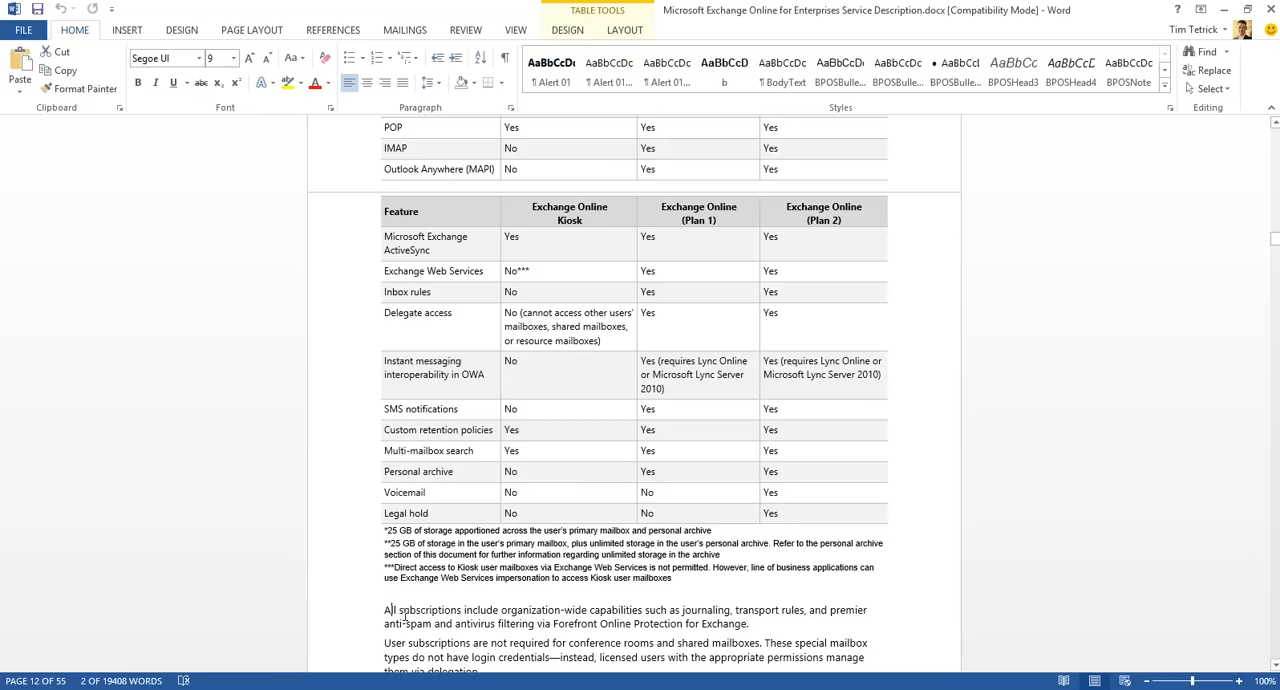 TABLE TOOLS
Microsoft Exchange Online for Enterprises Service Description.docx [Compatibility Mode] - Word
FILE HOME INSERT DESIGN PAGE LAYOUT REFERENCES MAILINGS REVIEW VIEW DESIGN LAYOUT Tim Tetrick
Paste
Cut
Copy
Format Painter
Clipboard
Segoe UI 9
Font
Paragraph
AaBbCcDc AaBbCcDc AaBbCcDc AaBbCcD AaBbCcDc AaBbCcDc AaBbCcDc AaBbCcl AaBbCc AaBbCcD AaBbCcDc
¶ Alert 01 ¶ Alert 01... ¶ Alert 01... b ¶ BodyText BPOSBulle... BPOSBulle... BPOSBulle... BPOSHead3 BPOSHead4 BPOSNote
Styles
Find
Replace
Select
Editing
POP Yes Yes Yes
IMAP No Yes Yes
Outlook Anywhere (MAPI) No Yes Yes
Feature Exchange Online Kiosk Exchange Online (Plan 1) Exchange Online (Plan 2)
Microsoft Exchange ActiveSync Yes Yes Yes
Exchange Web Services No*** Yes Yes
Inbox rules No Yes Yes
Delegate access No (cannot access other users' mailboxes, shared mailboxes, or resource mailboxes) Yes Yes
Instant messaging interoperability in OWA No Yes (requires Lync Online or Microsoft Lync Server 2010) Yes (requires Lync Online or Microsoft Lync Server 2010)
SMS notifications No Yes Yes
Custom retention policies Yes Yes Yes
Multi-mailbox search Yes Yes Yes
Personal archive No Yes Yes
Voicemail No No Yes
Legal hold No No Yes
*25 GB of storage apportioned across the user's primary mailbox and personal archive
**25 GB of storage in the user's primary mailbox, plus unlimited storage in the user's personal archive. Refer to the personal archive
section of this document for further information regarding unlimited storage in the archive
***Direct access to Kiosk user mailboxes via Exchange Web Services is not permitted. However, line of business applications can
use Exchange Web Services impersonation to access Kiosk user mailboxes
All subscriptions include organization-wide capabilities such as journaling, transport rules, and premier
anti-spam and antivirus filtering via Forefront Online Protection for Exchange.
User subscriptions are not required for conference rooms and shared mailboxes. These special mailbox
types do not have login credentials—instead, licensed users with the appropriate permissions manage
them via delegation.
PAGE 12 OF 55 2 OF 19408 WORDS 100%